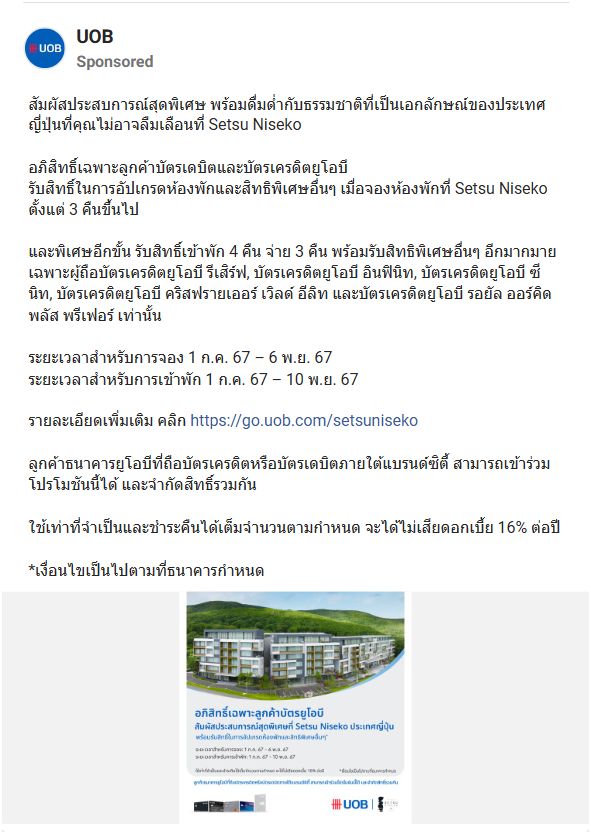 UOB
UOB
Sponsored
สัมผัสประสบการณ์สุดพิเศษ พร้อมดื่มด่ำกับธรรมชาติที่เป็นเอกลักษณ์ของประเทศ
ญี่ปุ่นที่คุณไม่อาจลืมเลือนที่ Setsu Niseko
อภิสิทธิ์เฉพาะลูกค้าบัตรเดบิตและบัตรเครดิตยูโอบี
รับสิทธิ์ในการอัปเกรดห้องพักและสิทธิพิเศษอื่นๆ เมื่อจองห้องพักที่ Setsu Niseko
ตั้งแต่ 3 คืนขึ้นไป
และพิเศษอีกขั้น รับสิทธิ์เข้าพัก 4 คืน จ่าย 3 คืน พร้อมรับสิทธิพิเศษอื่นๆ อีกมากมาย
เฉพาะผู้ถือบัตรเครดิตยูโอบี รีเสิร์ฟ, บัตรเครดิตยูโอบี อินฟินิท, บัตรเครดิตยูโอบี ซี
นิท, บัตรเครดิตยูโอบี คริสฟรายเออร์ เวิลด์ อีลิท และบัตรเครดิตยูโอบี รอยัล ออร์คิด
พลัส พรีเฟอร์ เท่านั้น
ระยะเวลาสำหรับการจอง 1 ก.ค. 67 – 6 พ.ย. 67
ระยะเวลาสำหรับการเข้าพัก 1 ก.ค. 67 – 10 พ.ย. 67
รายละเอียดเพิ่มเติม คลิก https://go.uob.com/setsuniseko
ลูกค้าธนาคารยูโอบีที่ถือบัตรเครดิตหรือบัตรเดบิตภายใต้แบรนด์ซิตี้ สามารถเข้าร่วม
โปรโมชันนี้ได้ และจำกัดสิทธิ์รวมกัน
ใช้เท่าที่จำเป็นและชำระคืนได้เต็มจำนวนตามกำหนด จะได้ไม่เสียดอกเบี้ย 16% ต่อปี
*เงื่อนไขเป็นไปตามที่ธนาคารกำหนด
อภิสิทธิ์เฉพาะลูกค้าบัตรยูโอบี
สัมผัสประสบการณ์สุดพิเศษที่ Setsu Niseko ประเทศญี่ปุ่น
พร้อมรับสิทธิ์ในการอัปเกรดห้องพักและสิทธิพิเศษอื่นๆ*
ระยะเวลาสำหรับการจอง: 1 ก.ค. 67 - 6 พ.ย. 67
ระยะเวลาสำหรับการเข้าพัก: 1 ก.ค. 67 - 10 พ.ย. 67
UOB